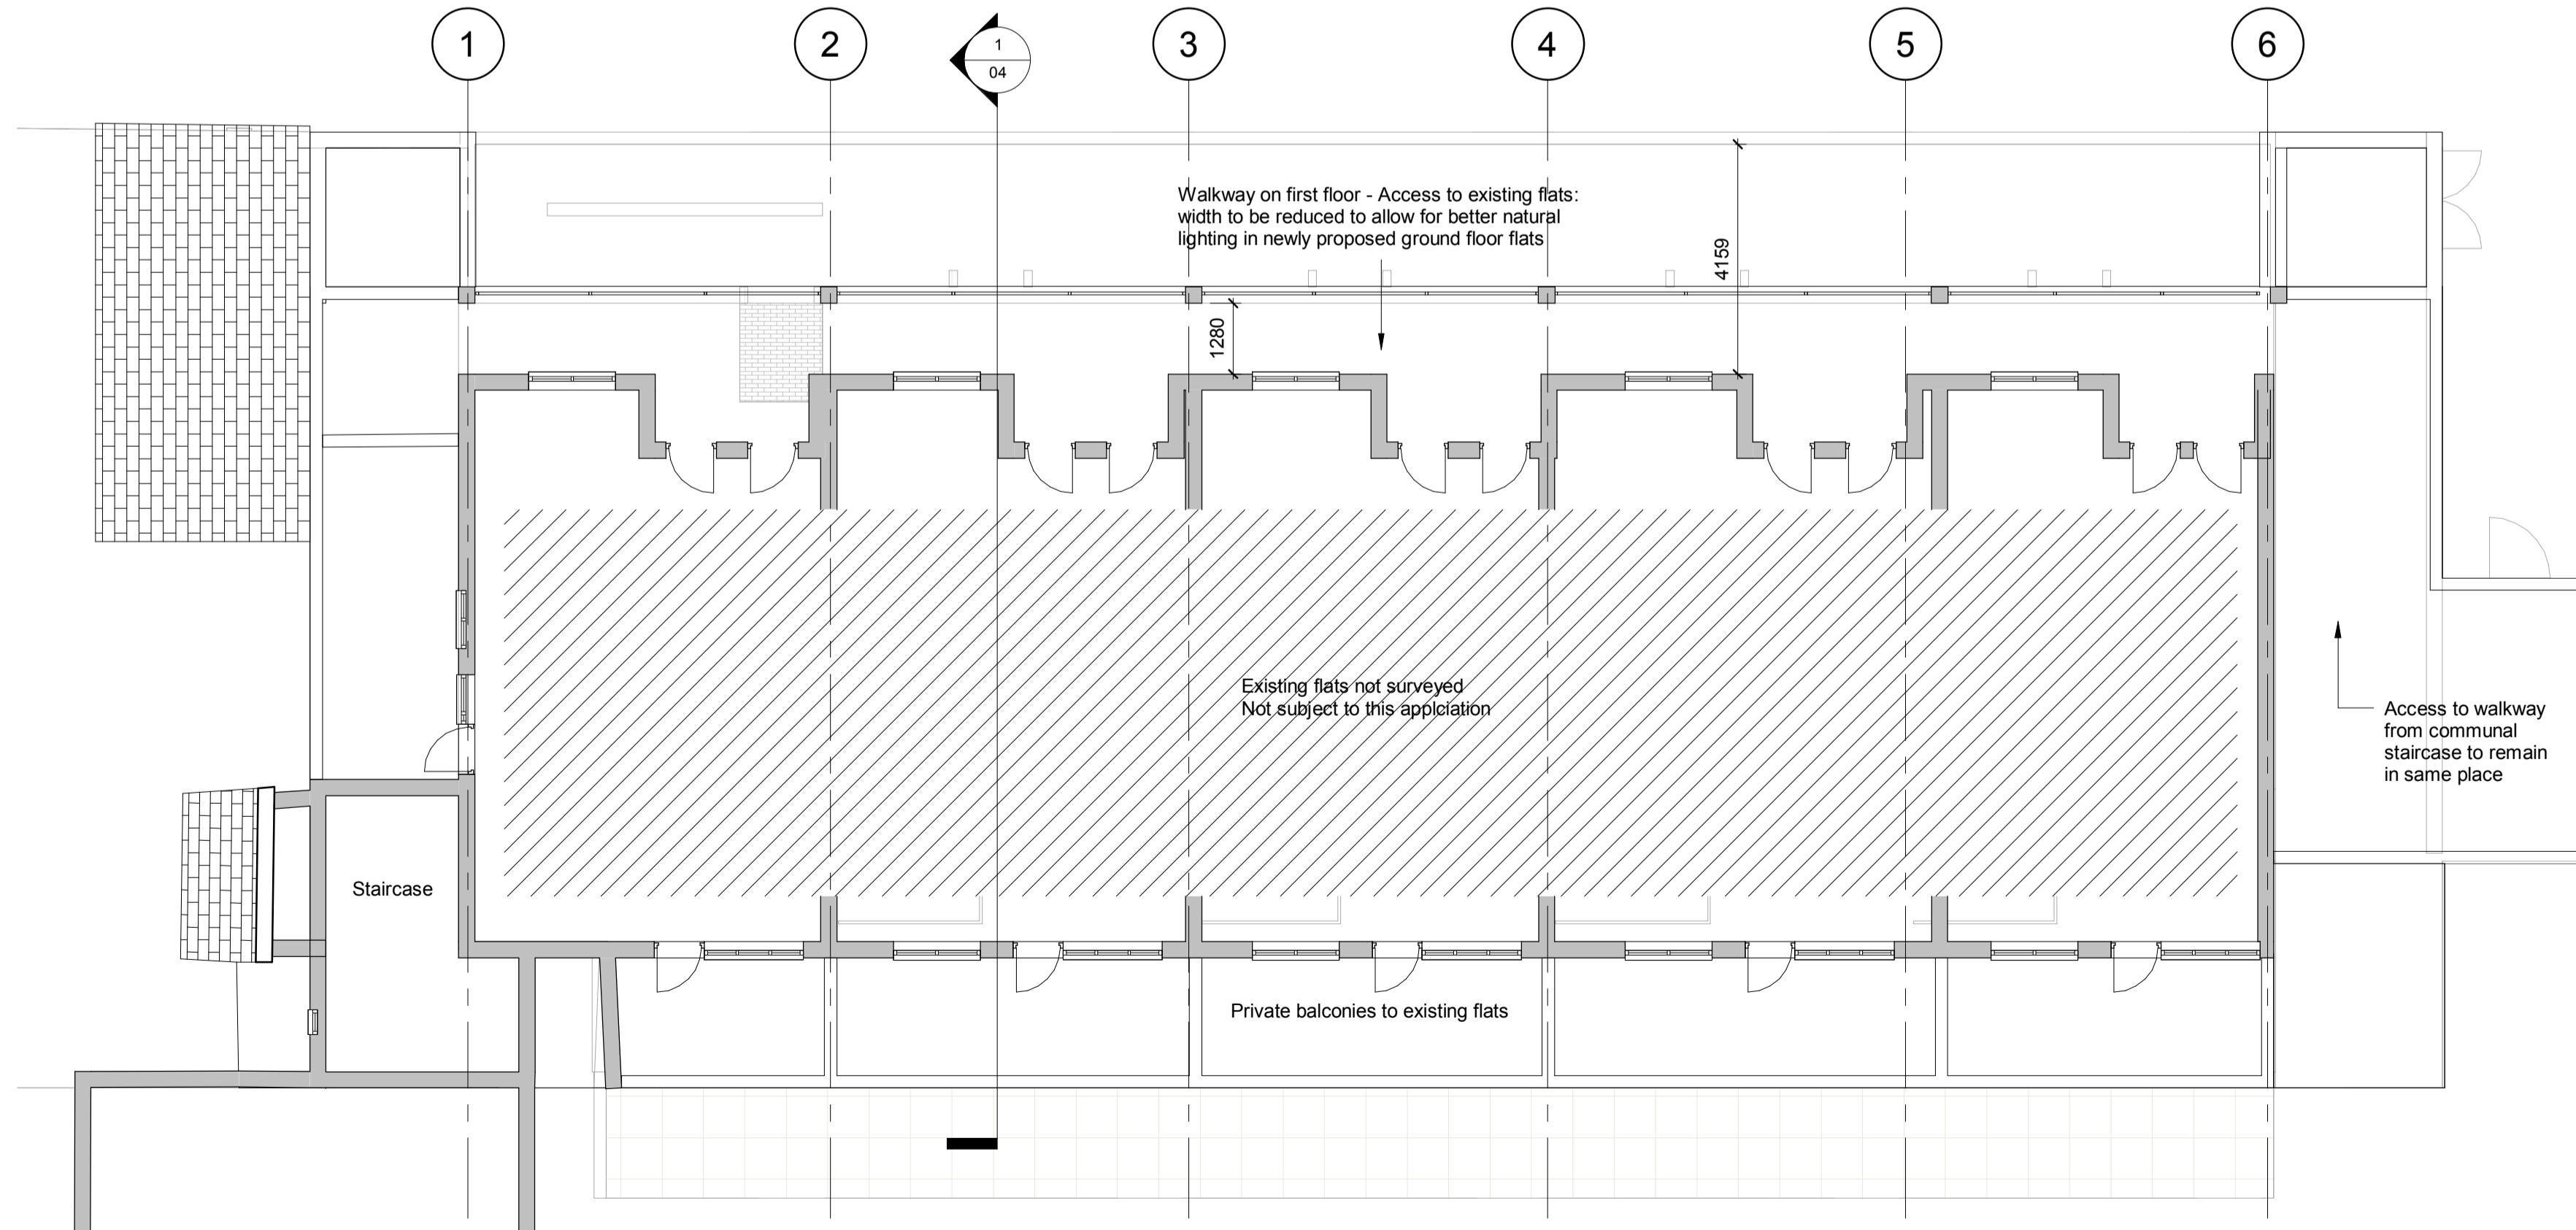 1
2
1
04
3
4
5
6
Walkway on first floor - Access to existing flats:
width to be reduced to allow for better natural
lighting in newly proposed ground floor flats
4159
1280
Existing flats not surveyed
Not subject to this applciation
Access to walkway
from communal
staircase to remain
in same place
Staircase
Private balconies to existing flats